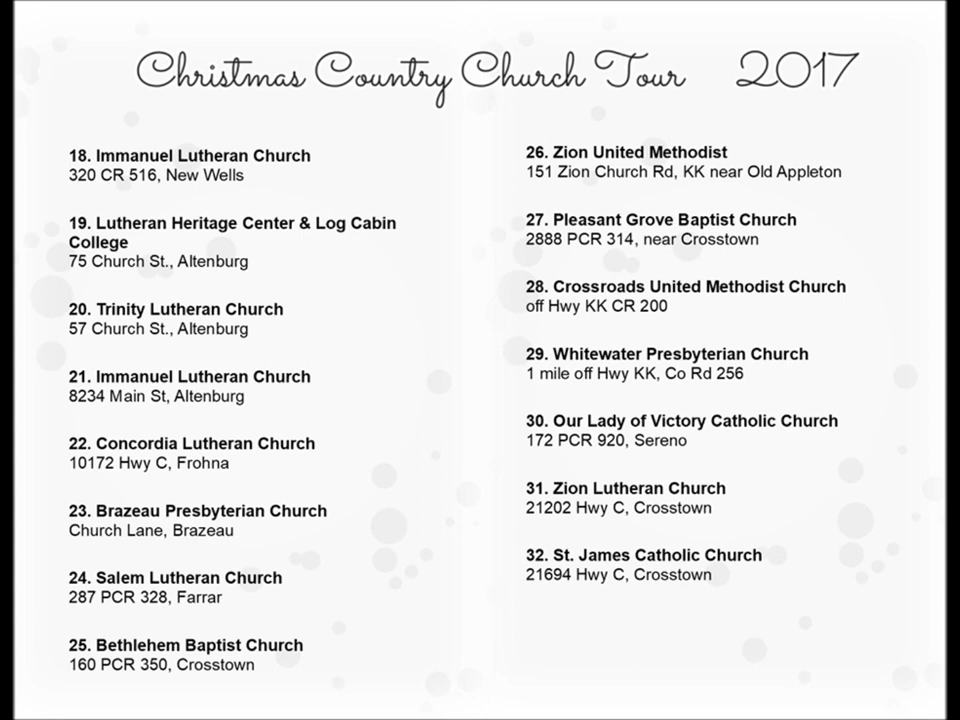 Christmas Country Church Tour 2017
18. Immanuel Lutheran Church
320 CR 516, New Wells
19. Lutheran Heritage Center & Log Cabin
College
75 Church St., Altenburg
20. Trinity Lutheran Church
57 Church St., Altenburg
21. Immanuel Lutheran Church
8234 Main St, Altenburg
22. Concordia Lutheran Church
10172 Hwy C, Frohna
23. Brazeau Presbyterian Church
Church Lane, Brazeau
24. Salem Lutheran Church
287 PCR 328, Farrar
25. Bethlehem Baptist Church
160 PCR 350, Crosstown
26. Zion United Methodist
151 Zion Church Rd, KK near Old Appleton
27. Pleasant Grove Baptist Church
2888 PCR 314, near Crosstown
28. Crossroads United Methodist Church
off Hwy KK CR 200
29. Whitewater Presbyterian Church
1 mile off Hwy KK, Co Rd 256
30. Our Lady of Victory Catholic Church
172 PCR 920, Sereno
31. Zion Lutheran Church
21202 Hwy C, Crosstown
32. St. James Catholic Church
21694 Hwy C, Crosstown